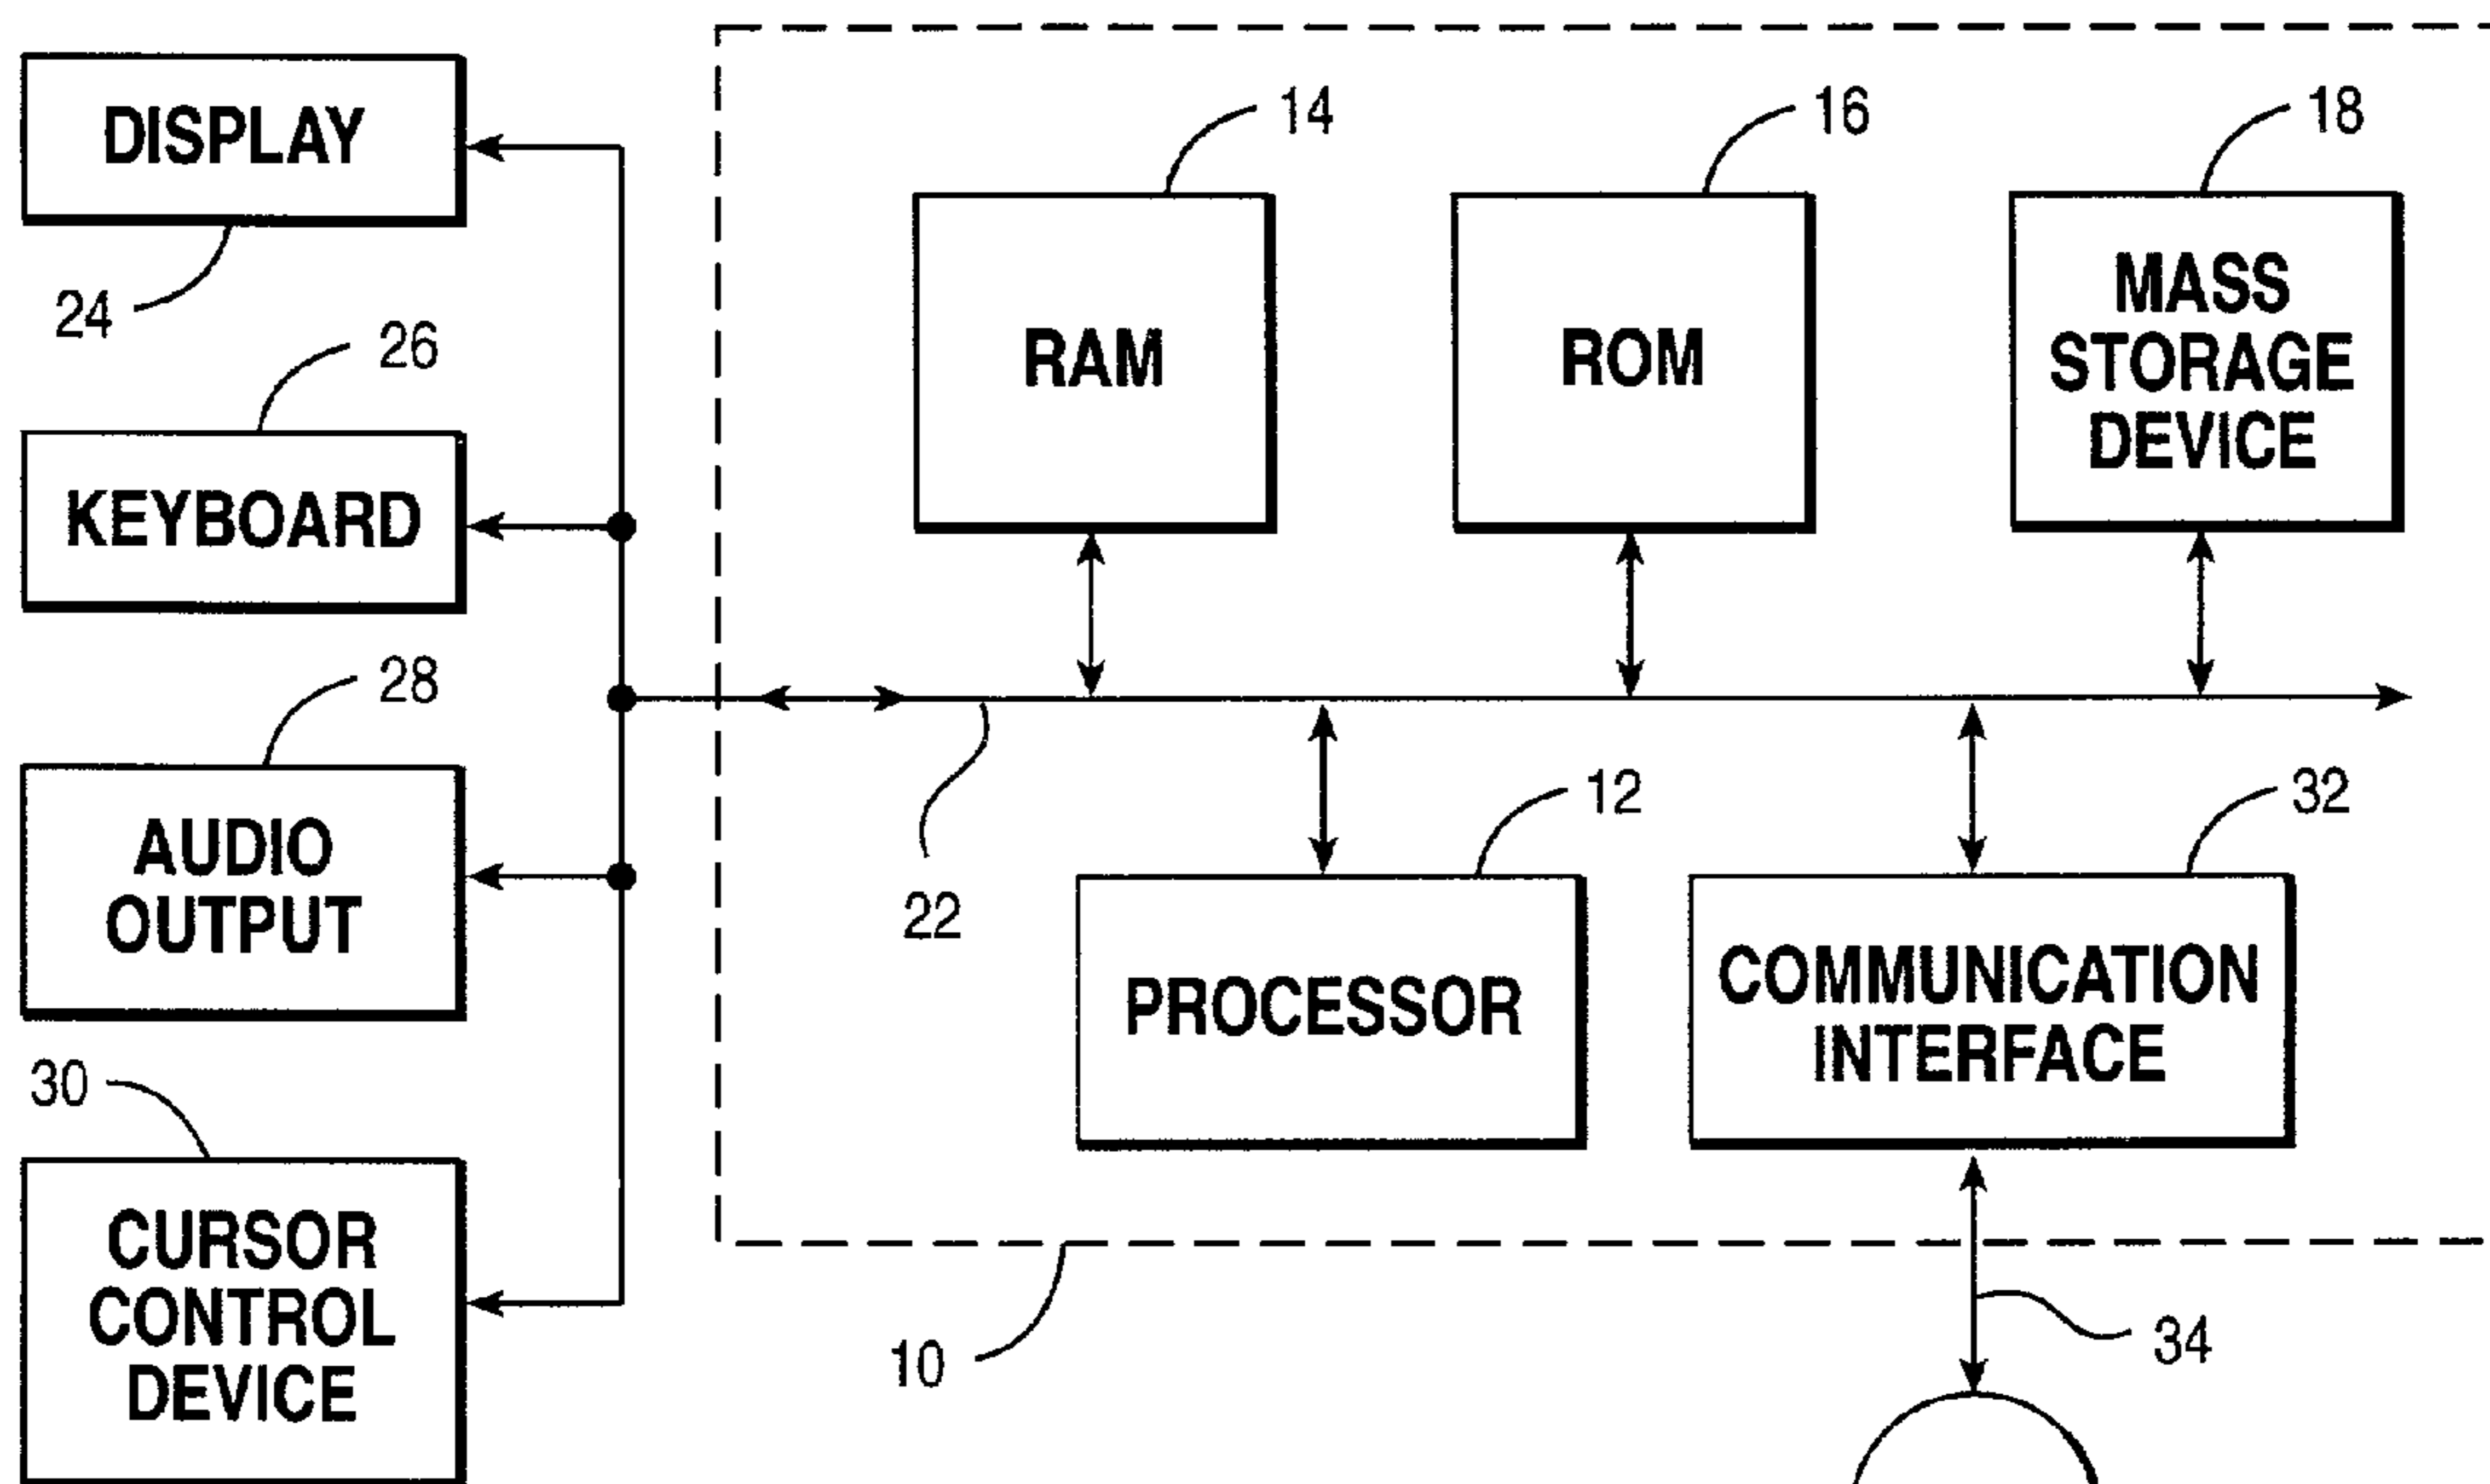 DISPLAY
24
26
KEYBOARD
28
AUDIO
OUTPUT
30
CURSOR
CONTROL
DEVICE
14
RAM
16
ROM
18
MASS
STORAGE
DEVICE
22
12
PROCESSOR
32
COMMUNICATION
INTERFACE
10
34